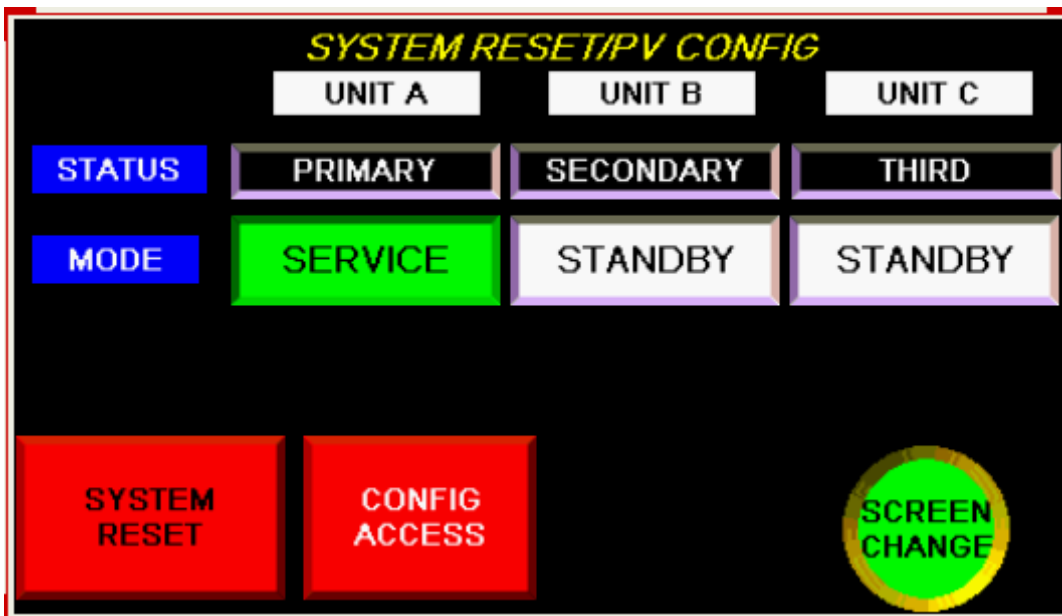 SYSTEM RESET/PV CONFIG
UNIT A UNIT B UNIT C
STATUS PRIMARY SECONDARY THIRD
MODE SERVICE STANDBY STANDBY
SYSTEM
RESET
CONFIG
ACCESS
SCREEN
CHANGE